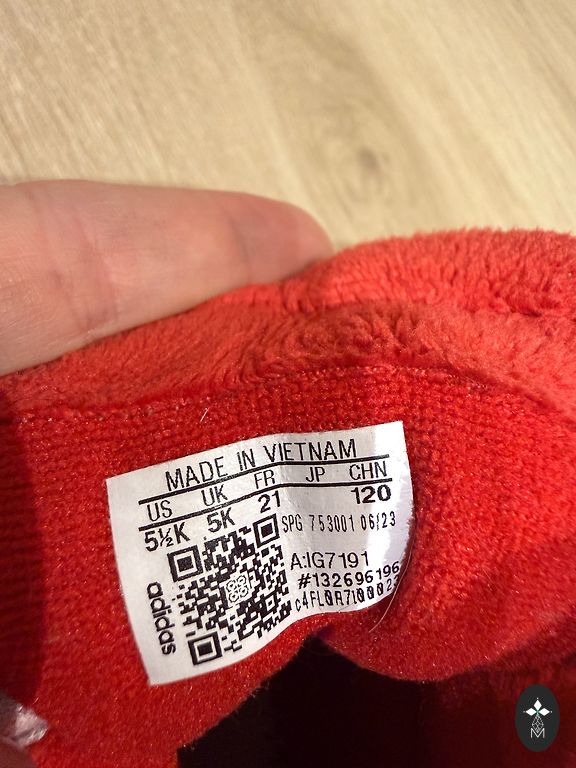 MADE IN VIETNAM
US UK FR JP CHN
5½K 5K 21 120
SPG 753001 06/23
A:IG7191
#132696196
adidas
M